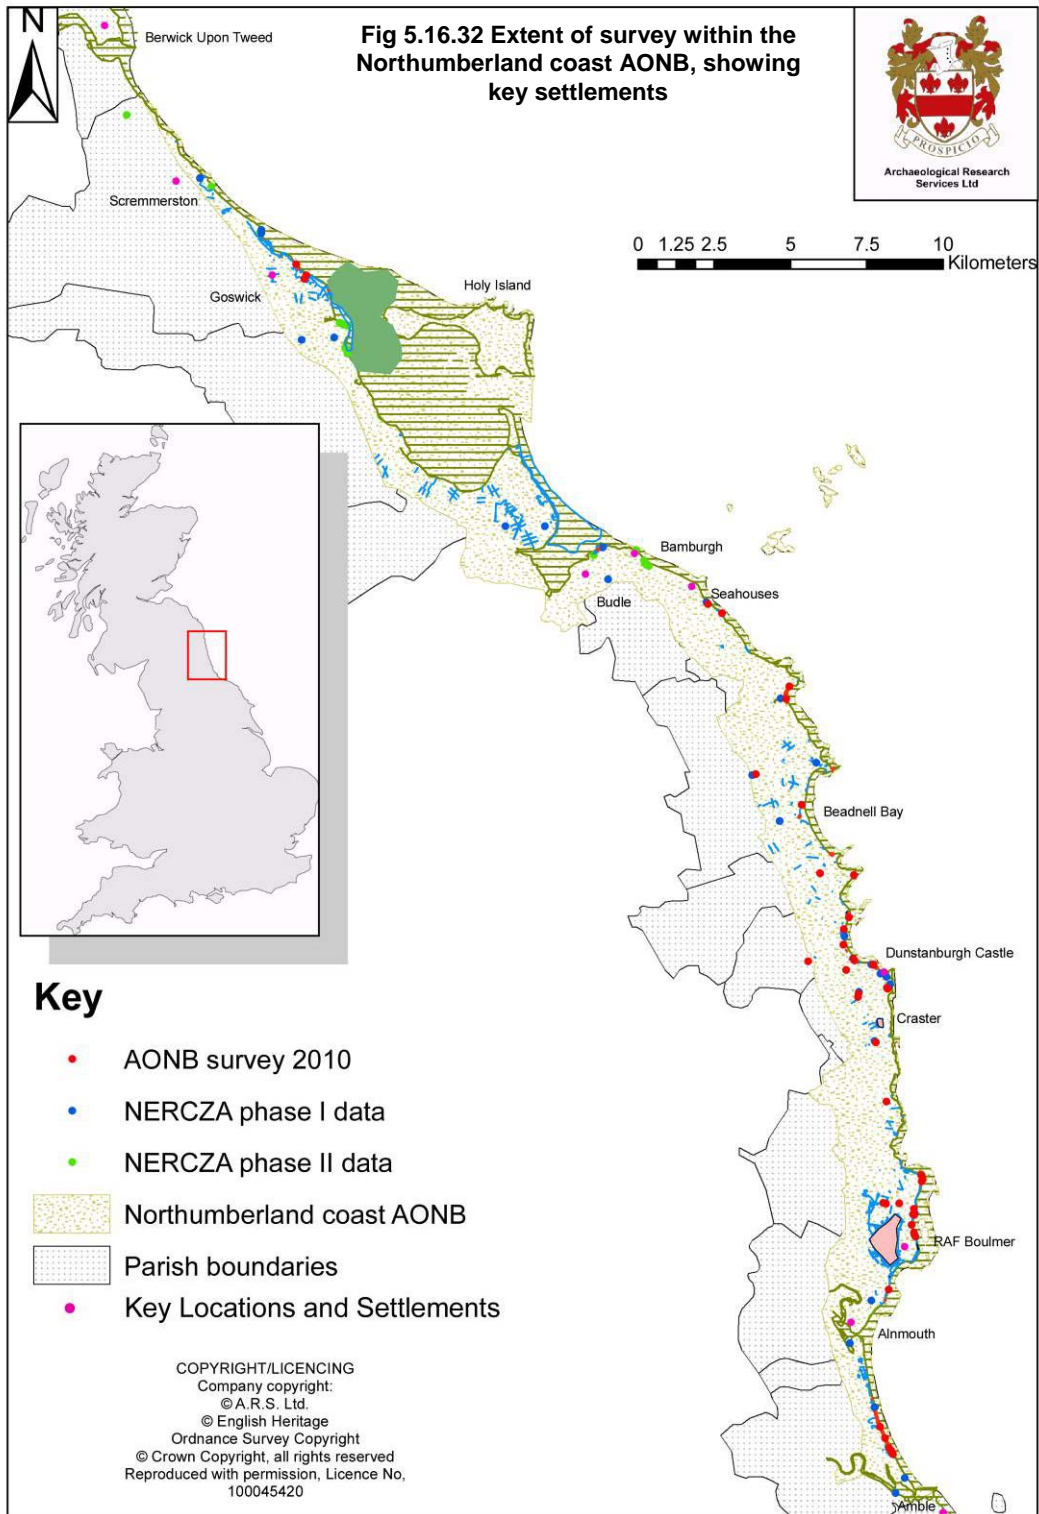 Fig 5.16.32 Extent of survey within the
Northumberland coast AONB, showing
key settlements
N
PROSPICIO
Archaeological Research
Services Ltd
0 1.25 2.5 5 7.5 10
Kilometers
Berwick Upon Tweed
Scremmerston
Goswick
Holy Island
Bamburgh
Budle
Seahouses
Beadnell Bay
Dunstanburgh Castle
Craster
RAF Boulmer
Alnmouth
Amble
Key
AONB survey 2010
NERCZA phase I data
NERCZA phase II data
Northumberland coast AONB
Parish boundaries
Key Locations and Settlements
COPYRIGHT/LICENCING
Company copyright:
© A.R.S. Ltd.
© English Heritage
Ordnance Survey Copyright
© Crown Copyright, all rights reserved
Reproduced with permission, Licence No,
100045420